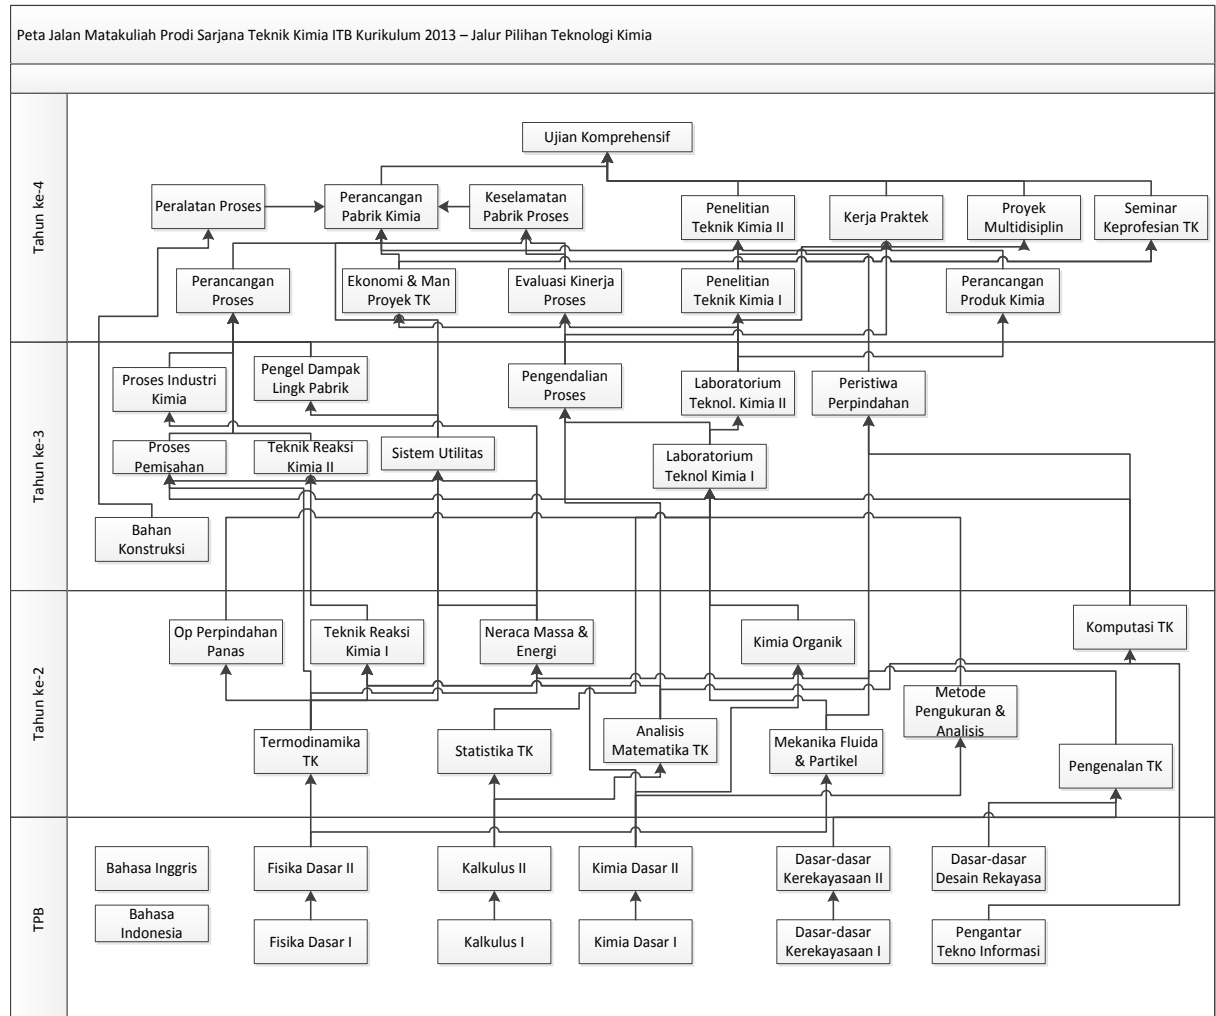 Peta Jalan Matakuliah Prodi Sarjana Teknik Kimia ITB Kurikulum 2013 – Jalur Pilihan Teknologi Kimia
Tahun ke-4
Ujian Komprehensif
Peralatan Proses
Perancangan
Pabrik Kimia
Keselamatan
Pabrik Proses
Penelitian
Teknik Kimia II
Kerja Praktek
Proyek
Multidisiplin
Seminar
Keprofesian TK
Perancangan
Proses
Ekonomi & Man
Proyek TK
Evaluasi Kinerja
Proses
Penelitian
Teknik Kimia I
Perancangan
Produk Kimia
Tahun ke-3
Proses Industri
Kimia
Pengel Dampak
Lingk Pabrik
Pengendalian
Proses
Laboratorium
Teknol. Kimia II
Peristiwa
Perpindahan
Proses
Pemisahan
Teknik Reaksi
Kimia II
Sistem Utilitas
Laboratorium
Teknol Kimia I
Bahan
Konstruksi
Tahun ke-2
Op Perpindahan
Panas
Teknik Reaksi
Kimia I
Neraca Massa &
Energi
Kimia Organik
Komputasi TK
Termodinamika
TK
Statistika TK
Analisis
Matematika TK
Mekanika Fluida
& Partikel
Metode
Pengukuran &
Analisis
Pengenalan TK
TPB
Bahasa Inggris
Fisika Dasar II
Kalkulus II
Kimia Dasar II
Dasar-dasar
Kerekayasaan II
Dasar-dasar
Desain Rekayasa
Bahasa
Indonesia
Fisika Dasar I
Kalkulus I
Kimia Dasar I
Dasar-dasar
Kerekayasaan I
Pengantar
Tekno Informasi